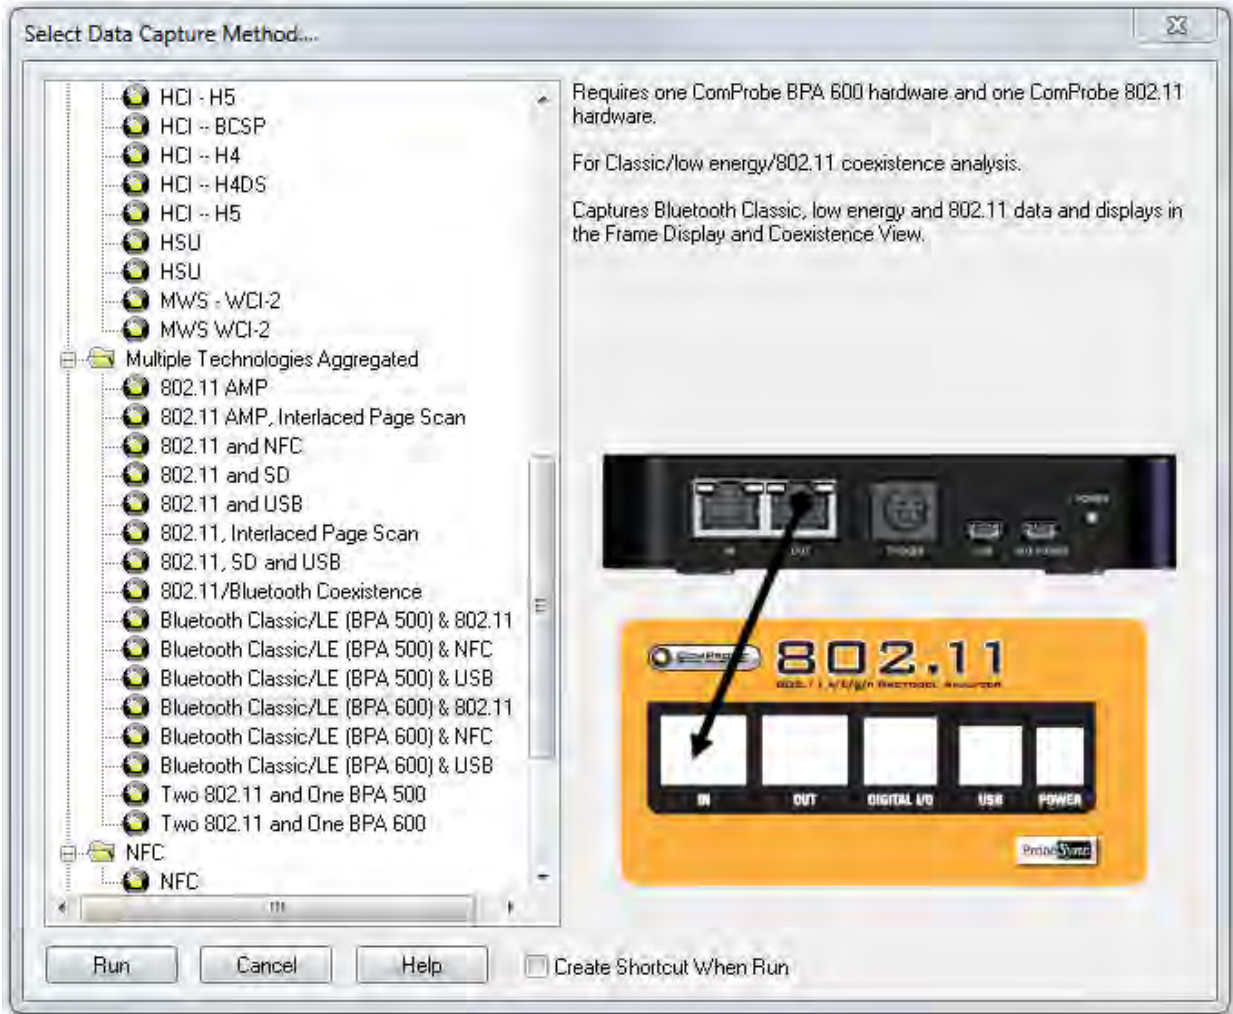 Select Data Capture Method....
HCI - H5
HCI -- BCSP
HCI -- H4
HCI -- H4DS
HCI -- H5
HSU
HSU
MWS - WCI-2
MWS WCI-2
Multiple Technologies Aggregated
802.11 AMP
802.11 AMP, Interlaced Page Scan
802.11 and NFC
802.11 and SD
802.11 and USB
802.11, Interlaced Page Scan
802.11, SD and USB
802.11/Bluetooth Coexistence
Bluetooth Classic/LE (BPA 500) & 802.11
Bluetooth Classic/LE (BPA 500) & NFC
Bluetooth Classic/LE (BPA 500) & USB
Bluetooth Classic/LE (BPA 600) & 802.11
Bluetooth Classic/LE (BPA 600) & NFC
Bluetooth Classic/LE (BPA 600) & USB
Two 802.11 and One BPA 500
Two 802.11 and One BPA 600
NFC
NFC
Requires one ComProbe BPA 600 hardware and one ComProbe 802.11
hardware.
For Classic/low energy/802.11 coexistence analysis.
Captures Bluetooth Classic, low energy and 802.11 data and displays in
the Frame Display and Coexistence View.
POWER
IN OUT TRIGGER USB
ComProbe 802.11
IN OUT DIGITAL I/O USB POWER
ProbeSync
Run Cancel Help Create Shortcut When Run